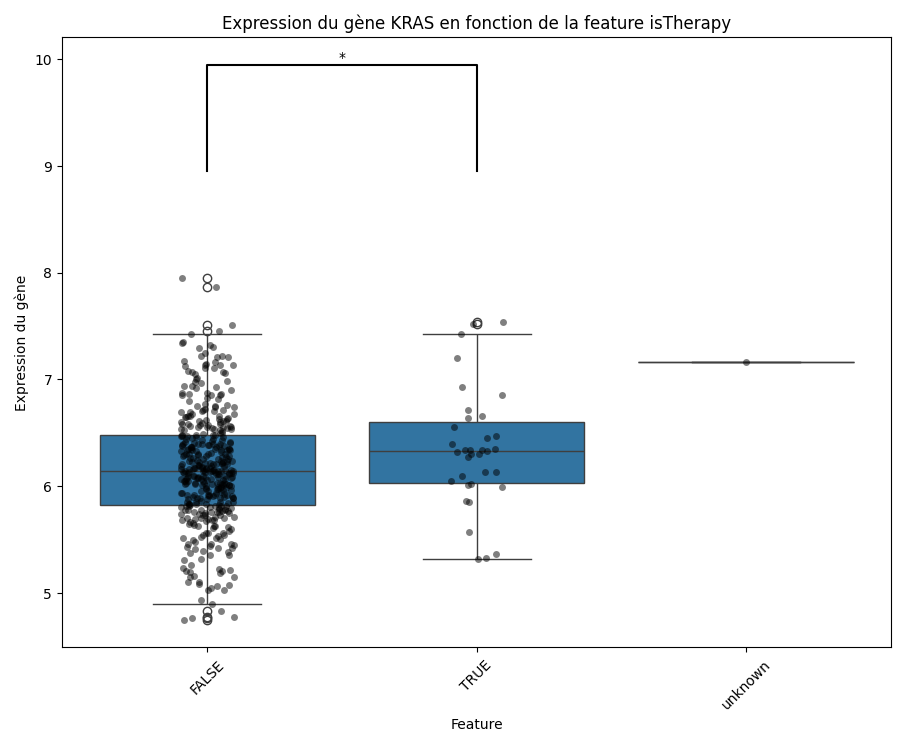 Expression du gène KRAS en fonction de la feature isTherapy
*
10
9
8
7
6
5
Expression du gène
FALSE
TRUE
unknown
Feature